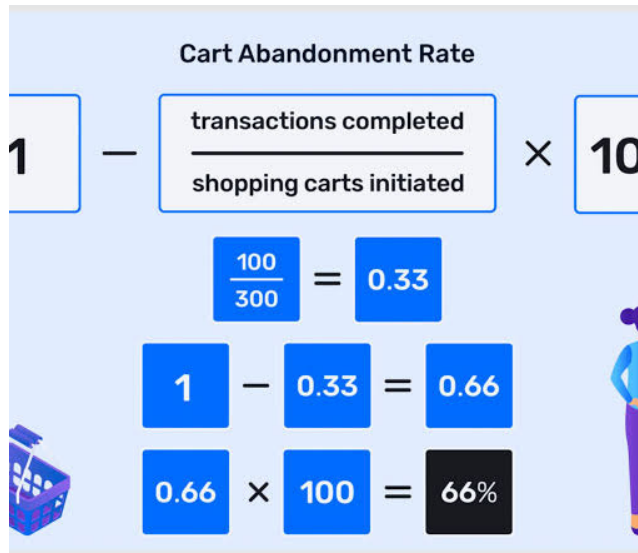 Cart Abandonment Rate
1 − transactions completed × 10
shopping carts initiated
100
300
= 0.33
1 − 0.33 = 0.66
0.66 × 100 = 66%